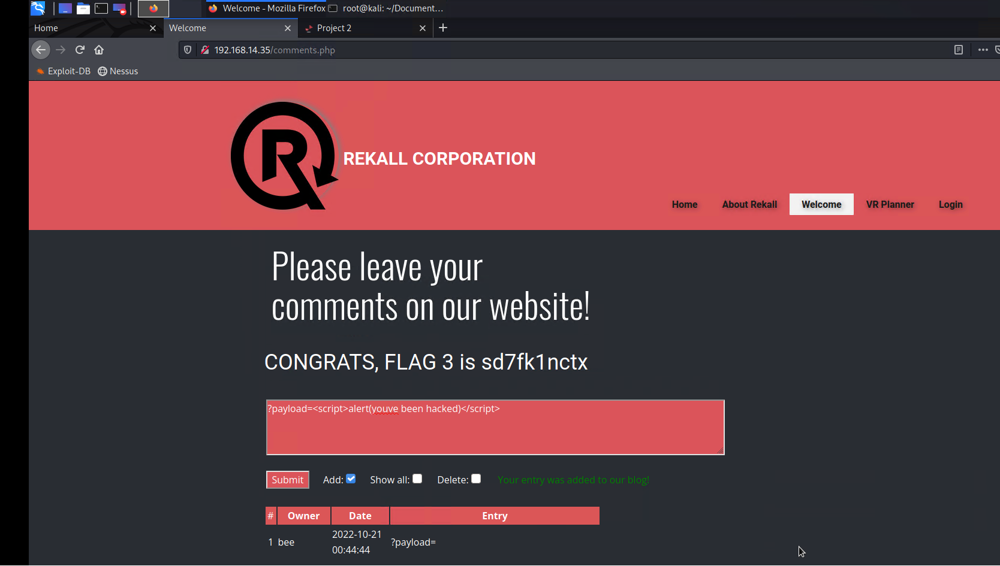 Welcome - Mozilla Firefox root@kali: ~/Document...
Home Welcome Project 2
192.168.14.35/comments.php
Exploit-DB Nessus
R
REKALL CORPORATION
Home About Rekall Welcome VR Planner Login
Please leave your
comments on our website!
CONGRATS, FLAG 3 is sd7fk1nctx
?payload=<script>alert(youve been hacked)</script>
Submit Add: Show all: Delete: Your entry was added to our blog!
# Owner Date Entry
1 bee 2022-10-21 ?payload=
00:44:44